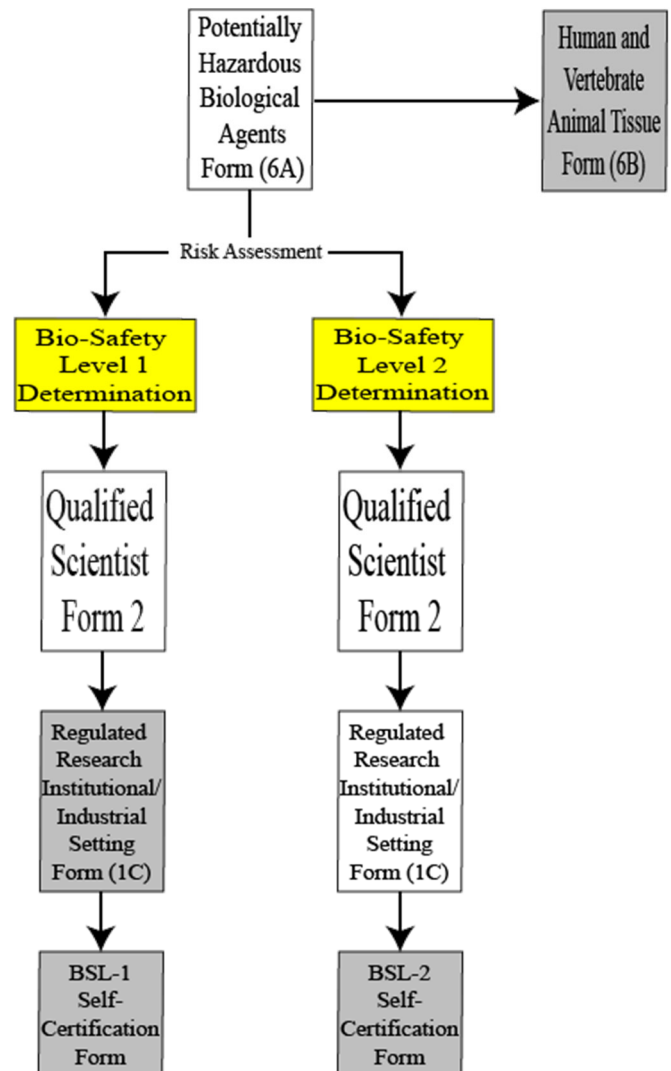 Potentially
Hazardous
Biological
Agents
Form (6A)
Human and
Vertebrate
Animal Tissue
Form (6B)
Risk Assessment
Bio-Safety
Level 1
Determination
Bio-Safety
Level 2
Determination
Qualified
Scientist
Form 2
Qualified
Scientist
Form 2
Regulated
Research
Institutional/
Industrial
Setting
Form (1C)
Regulated
Research
Institutional/
Industrial
Setting
Form (1C)
BSL-1
Self-
Certification
Form
BSL-2
Self-
Certification
Form